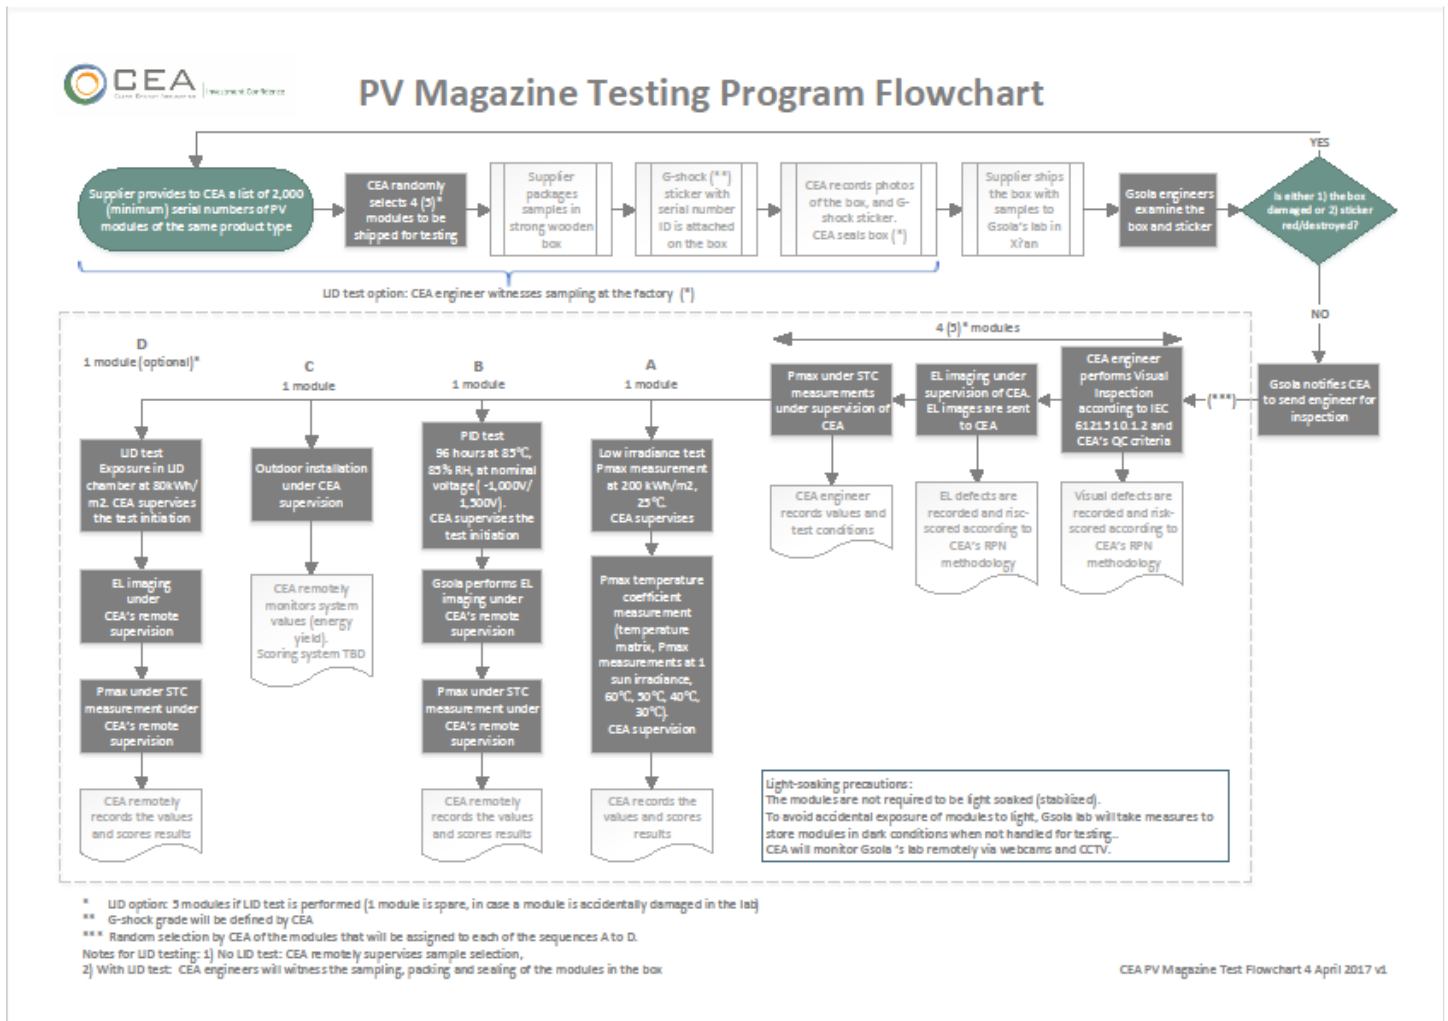 CEA
Investment Confidence
PV Magazine Testing Program Flowchart
YES
Supplier provides to CEA a list of 2,000
(minimum) serial numbers of PV
modules of the same product type
CEA randomly
selects 4 (5)*
modules to be
shipped for testing
Supplier
packages
samples in
strong wooden
box
G-shock (**)
sticker with
serial number
ID is attached
on the box
CEA records photos
of the box, and G-
shock sticker.
CEA seals box (*)
Supplier ships
the box with
samples to
Gsola's lab in
Xi?an
Gsola engineers
examine the
box and sticker
Is either 1) the box
damaged or 2) sticker
red/destroyed?
LID test option: CEA engineer witnesses sampling at the factory (*)
NO
4 (5)* modules
D
1 module (optional)*
C
1 module
B
1 module
A
1 module
Pmax under STC
measurements
under supervision of
CEA
EL imaging under
supervision of CEA.
EL images are sent
to CEA
CEA engineer
performs Visual
Inspection
according to IEC
61215 10.1.2 and
CEA's QC criteria
(***)
Gsola notifies CEA
to send engineer for
inspection
LID test
Exposure in LID
chamber at 80kWh/
m2. CEA supervises
the test initiation
Outdoor installation
under CEA
supervision
PID test
96 hours at 85°C,
85% RH, at nominal
voltage ( -1,000V/
1,500V).
CEA supervises the
test initiation
Low irradiance test
Pmax measurement
at 200 kWh/m2,
25°C.
CEA supervises
CEA engineer
records values and
test conditions
EL defects are
recorded and risc-
scored according to
CEA's RPN
methodology
Visual defects are
recorded and risk-
scored according to
CEA's RPN
methodology
EL imaging
under
CEA's remote
supervision
CEA remotely
monitors system
values (energy
yield).
Scoring system TBD
Gsola performs EL
imaging under
CEA's remote
supervision
Pmax temperature
coefficient
measurement
(temperature
matrix, Pmax
measurements at 1
sun irradiance,
60°C, 50°C, 40°C,
30°C).
CEA supervision
Pmax under STC
measurement under
CEA's remote
supervision
Pmax under STC
measurement under
CEA's remote
supervision
CEA remotely
records the values
and scores results
CEA remotely
records the values
and scores results
CEA records the
values and scores
results
Light-soaking precautions:
The modules are not required to be light soaked (stabilized).
To avoid accidental exposure of modules to light, Gsola lab will take measures to
store modules in dark conditions when not handled for testing..
CEA will monitor Gsola 's lab remotely via webcams and CCTV.
* LID option: 5 modules if LID test is performed (1 module is spare, in case a module is accidentally damaged in the lab)
** G-shock grade will be defined by CEA
*** Random selection by CEA of the modules that will be assigned to each of the sequences A to D.
Notes for LID testing: 1) No LID test: CEA remotely supervises sample selection,
2) With LID test: CEA engineers will witness the sampling, packing and sealing of the modules in the box
CEA PV Magazine Test Flowchart 4 April 2017 v1